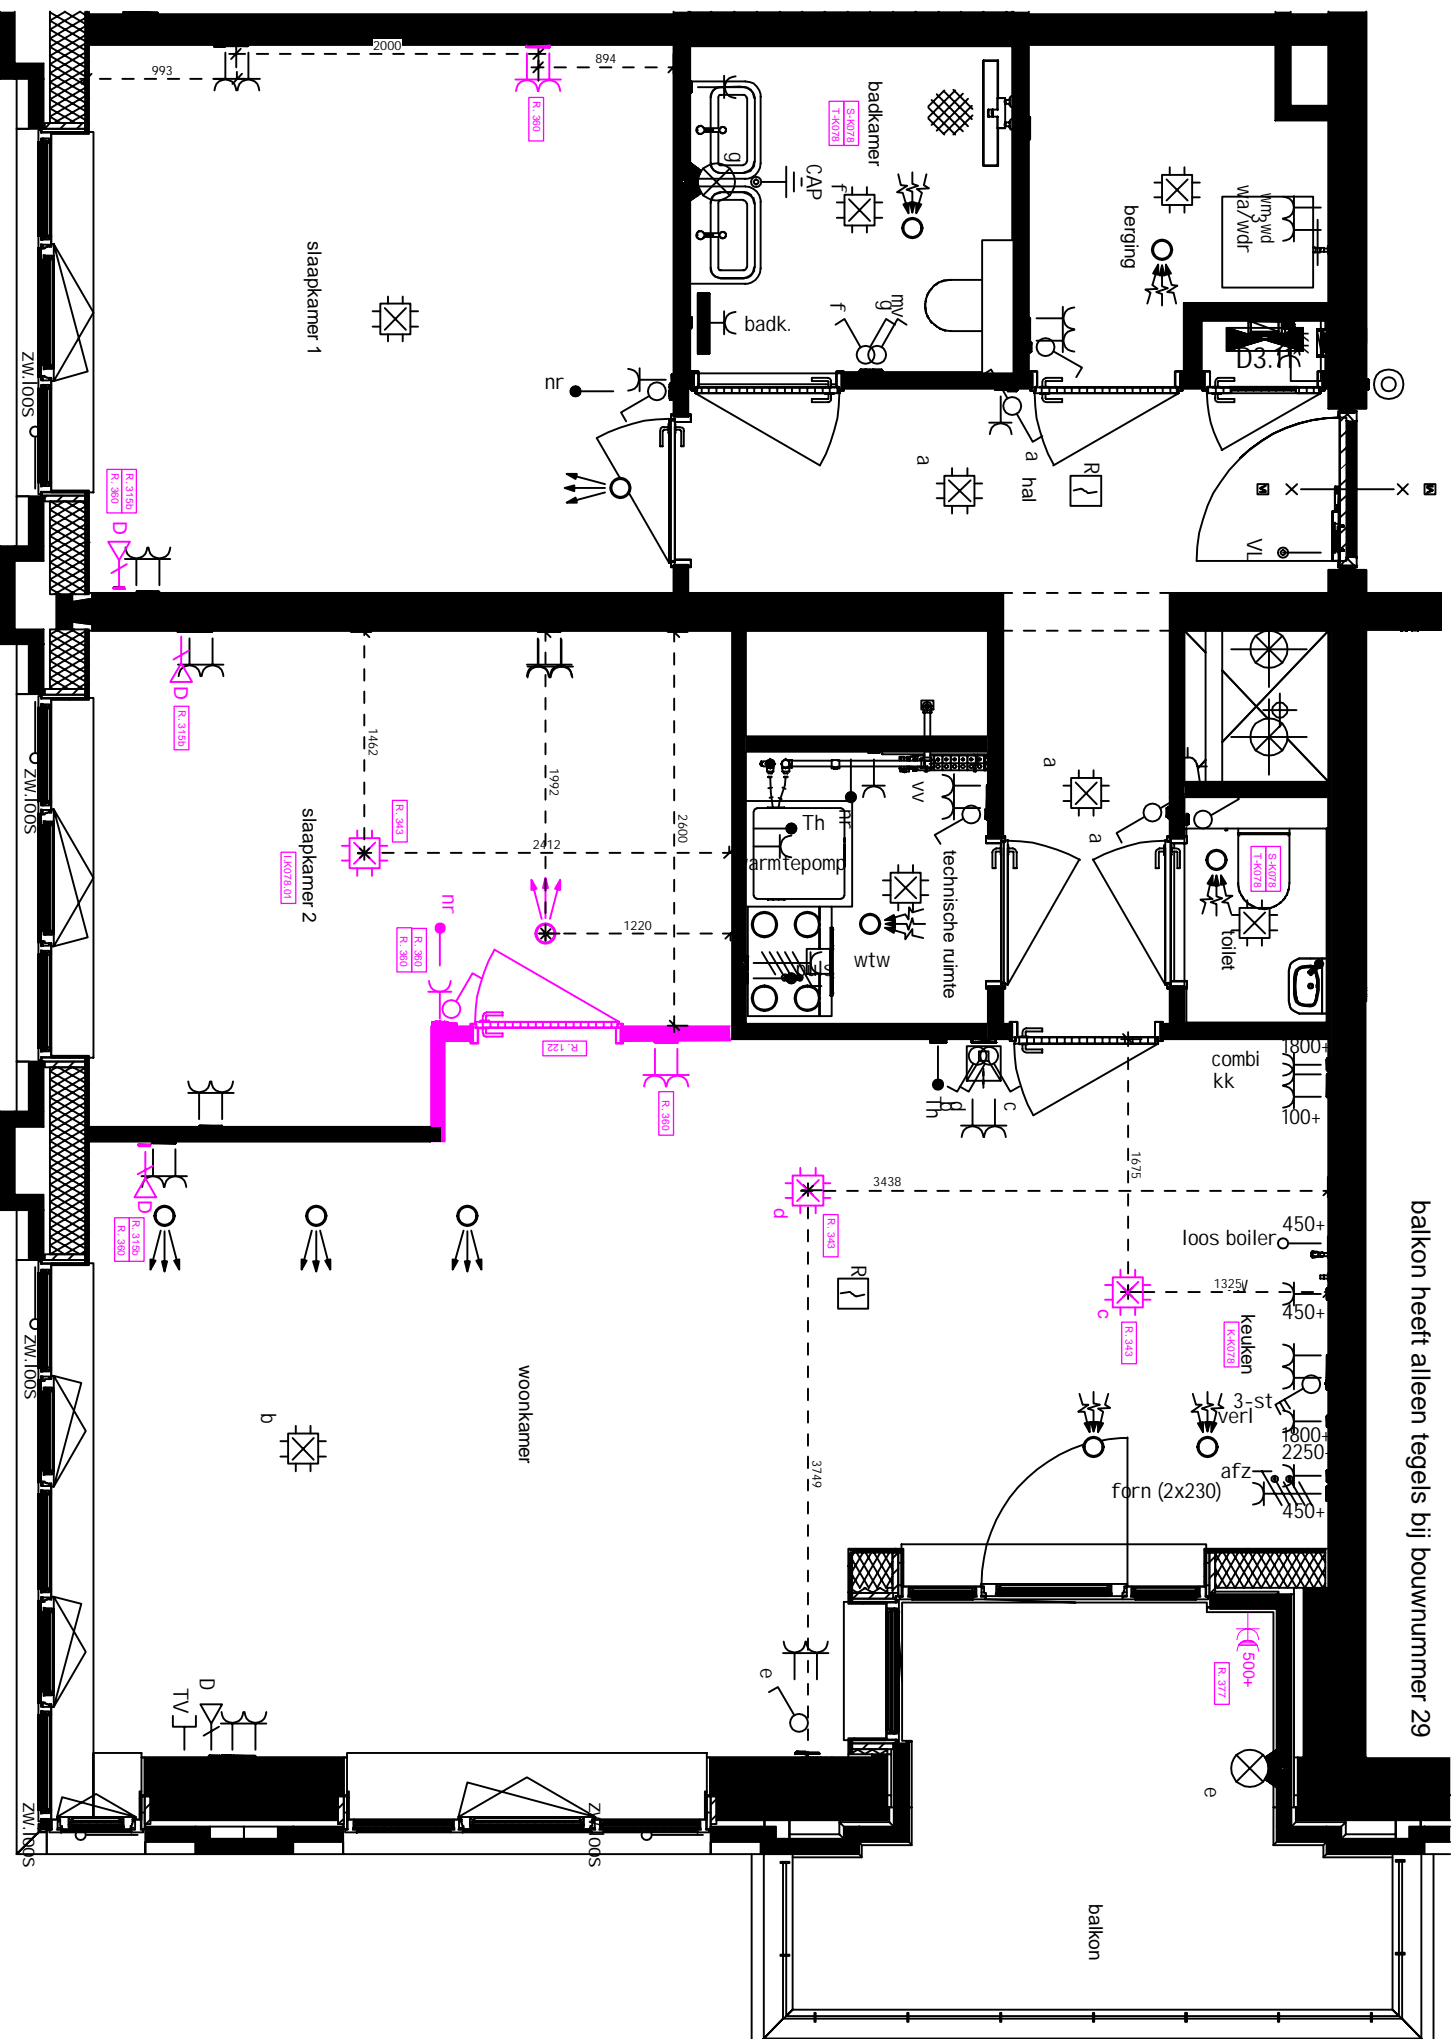 2000
993
894
R. 360
badkamer
S-K078
T-K078
g
CAP
f
berging
wm wd
3
wa/wdr
slaapkamer 1
mv
g
f
badk.
nr
D3.
zw.loos
a
a
hal
R
M
M
VL
R. 315b
R. 360
D
D
R. 315b
1462
1992
2600
2412
1220
R. 343
slaapkamer 2
I.K078.01
nr
R. 360
R. 360
R. 122
R. 360
zw.loos
vv
nr
Th
warmtepomp
technische ruimte
wtw
a
a
S-K078
T-K078
toilet
1800+
combi
kk
100+
Th
d
c
1675
3438
d
R. 343
450+
loos boiler
1325
450+
c
R. 343
keuken
K-K078
R
D
R. 315b
R. 360
zw.loos
woonkamer
b
3749
3-st
verl
1800+
2250
afz
forn (2x230)
450+
balkon heeft alleen tegels bij bouwnummer 29
500+
R. 377
e
e
D
TV
zw.loos
zw.loos
balkon